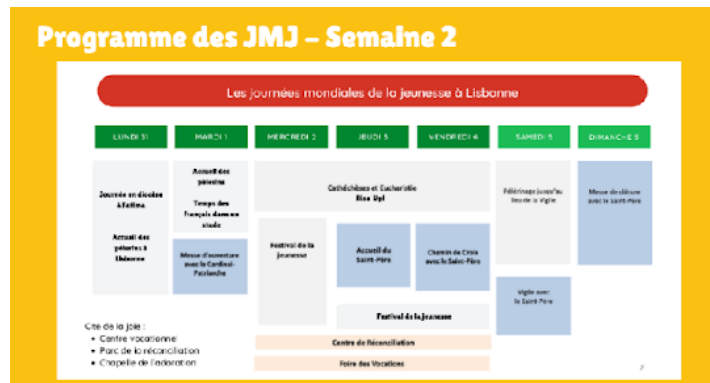 Programme des JMJ – Semaine 2
Les journées mondiales de la jeunesse à Lisbonne
LUNDI 31
MARDI 1
MERCREDI 2
JEUDI 3
VENDREDI 4
SAMEDI 5
DIMANCHE 6
Journée en diocèse
à Fatima
Accueil des
pèlerins à
Lisbonne
Accueil des
pèlerins
Temps des
Français dans un
stade
Messe d'ouverture
avec le Cardinal-
Patriarche
Cathéchèses et Eucharistie
Rise Up!
Festival de la
jeunesse
Accueil du
Saint-Père
Chemin de Croix
avec le Saint-Père
Festival de la jeunesse
Centre de Réconciliation
Foire des Vocations
Pélérinage jusqu'au
lieu de la Vigile
Vigile avec
le Saint Père
Messe de clôture
avec le Saint-Père
Cité de la joie :
• Centre vocationnel
• Parc de la réconciliation
• Chapelle de l'adoration